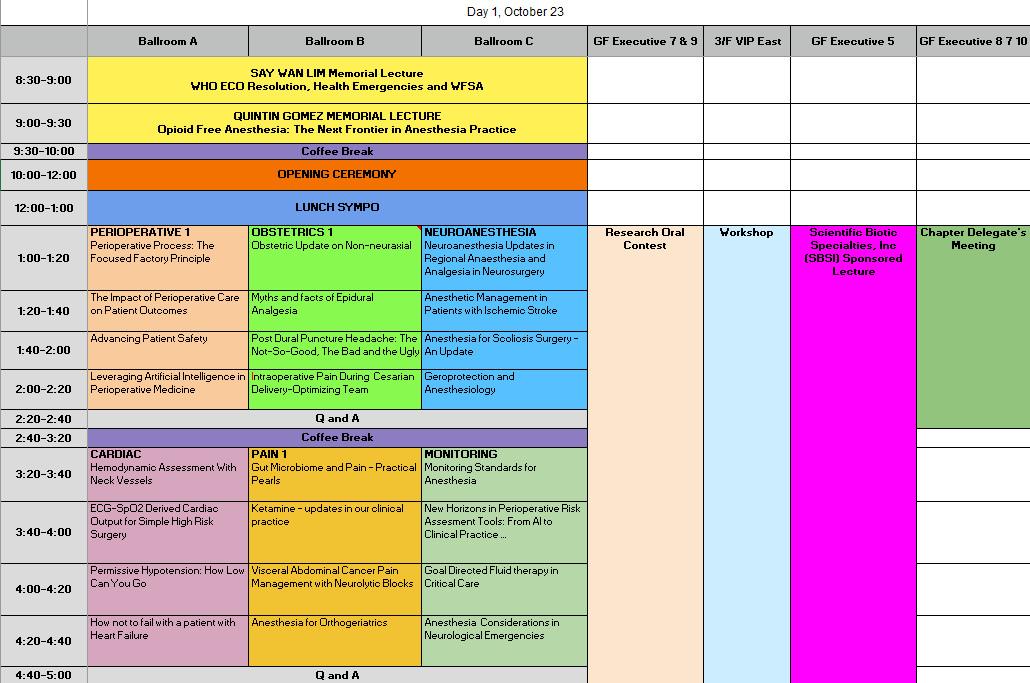 Day 1, October 23
Ballroom A
Ballroom B
Ballroom C
GF Executive 7 & 9
3/F VIP East
GF Executive 5
GF Executive 8 7 10
8:30-9:00
SAY WAN LIM Memorial Lecture
WHO ECO Resolution, Health Emergencies and WFSA
9:00-9:30
QUINTIN GOMEZ MEMORIAL LECTURE
Opioid Free Anesthesia: The Next Frontier in Anesthesia Practice
9:30-10:00
Coffee Break
10:00-12:00
OPENING CEREMONY
12:00-1:00
LUNCH SYMPO
1:00-1:20
PERIOPERATIVE 1
Perioperative Process: The
Focused Factory Principle
OBSTETRICS 1
Obstetric Update on Non-neuraxial
NEUROANESTHESIA
Neuroanesthesia Updates in
Regional Anaesthesia and
Analgesia in Neurosurgery
Research Oral
Contest
Workshop
Scientific Biotic
Specialties, Inc
(SBSI) Sponsored
Lecture
Chapter Delegate's
Meeting
1:20-1:40
The Impact of Perioperative Care
on Patient Outcomes
Myths and facts of Epidural
Analgesia
Anesthetic Management in
Patients with Ischemic Stroke
1:40-2:00
Advancing Patient Safety
Post Dural Puncture Headache: The
Not-So-Good, The Bad and the Ugly
Anesthesia for Scoliosis Surgery -
An Update
2:00-2:20
Leveraging Artificial Intelligence in
Perioperative Medicine
Intraoperative Pain During Cesarian
Delivery-Optimizing Team
Geroprotection and
Anesthesiology
2:20-2:40
Q and A
2:40-3:20
Coffee Break
3:20-3:40
CARDIAC
Hemodynamic Assessment With
Neck Vessels
PAIN 1
Gut Microbiome and Pain - Practical
Pearls
MONITORING
Monitoring Standards for
Anesthesia
3:40-4:00
ECG-SpO2 Derived Cardiac
Output for Simple High Risk
Surgery
Ketamine - updates in our clinical
practice
New Horizons in Perioperative Risk
Assesment Tools: From AI to
Clinical Practice ...
4:00-4:20
Permissive Hypotension: How Low
Can You Go
Visceral Abdominal Cancer Pain
Management with Neurolytic Blocks
Goal Directed Fluid therapy in
Critical Care
4:20-4:40
How not to fail with a patient with
Heart Failure
Anesthesia for Orthogeriatrics
Anesthesia Considerations in
Neurological Emergencies
4:40-5:00
Q and A